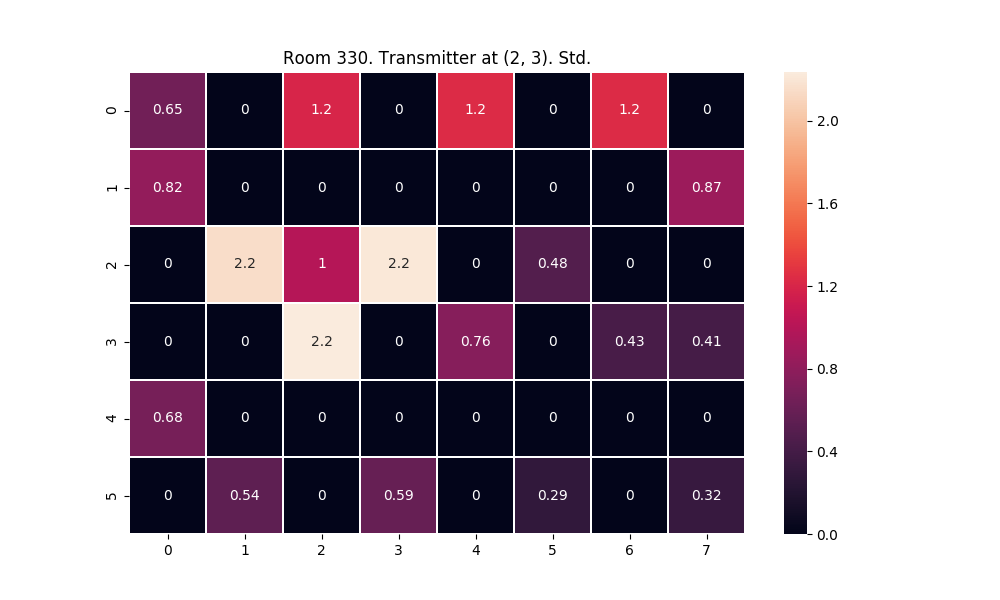 Room 330. Transmitter at (2, 3). Std.
0 0.65 0 1.2 0 1.2 0 1.2 0
1 0.82 0 0 0 0 0 0 0.87
2 0 2.2 1 2.2 0 0.48 0 0
3 0 0 2.2 0 0.76 0 0.43 0.41
4 0.68 0 0 0 0 0 0 0
5 0 0.54 0 0.59 0 0.29 0 0.32
0 1 2 3 4 5 6 7
2.0
1.6
1.2
0.8
0.4
0.0